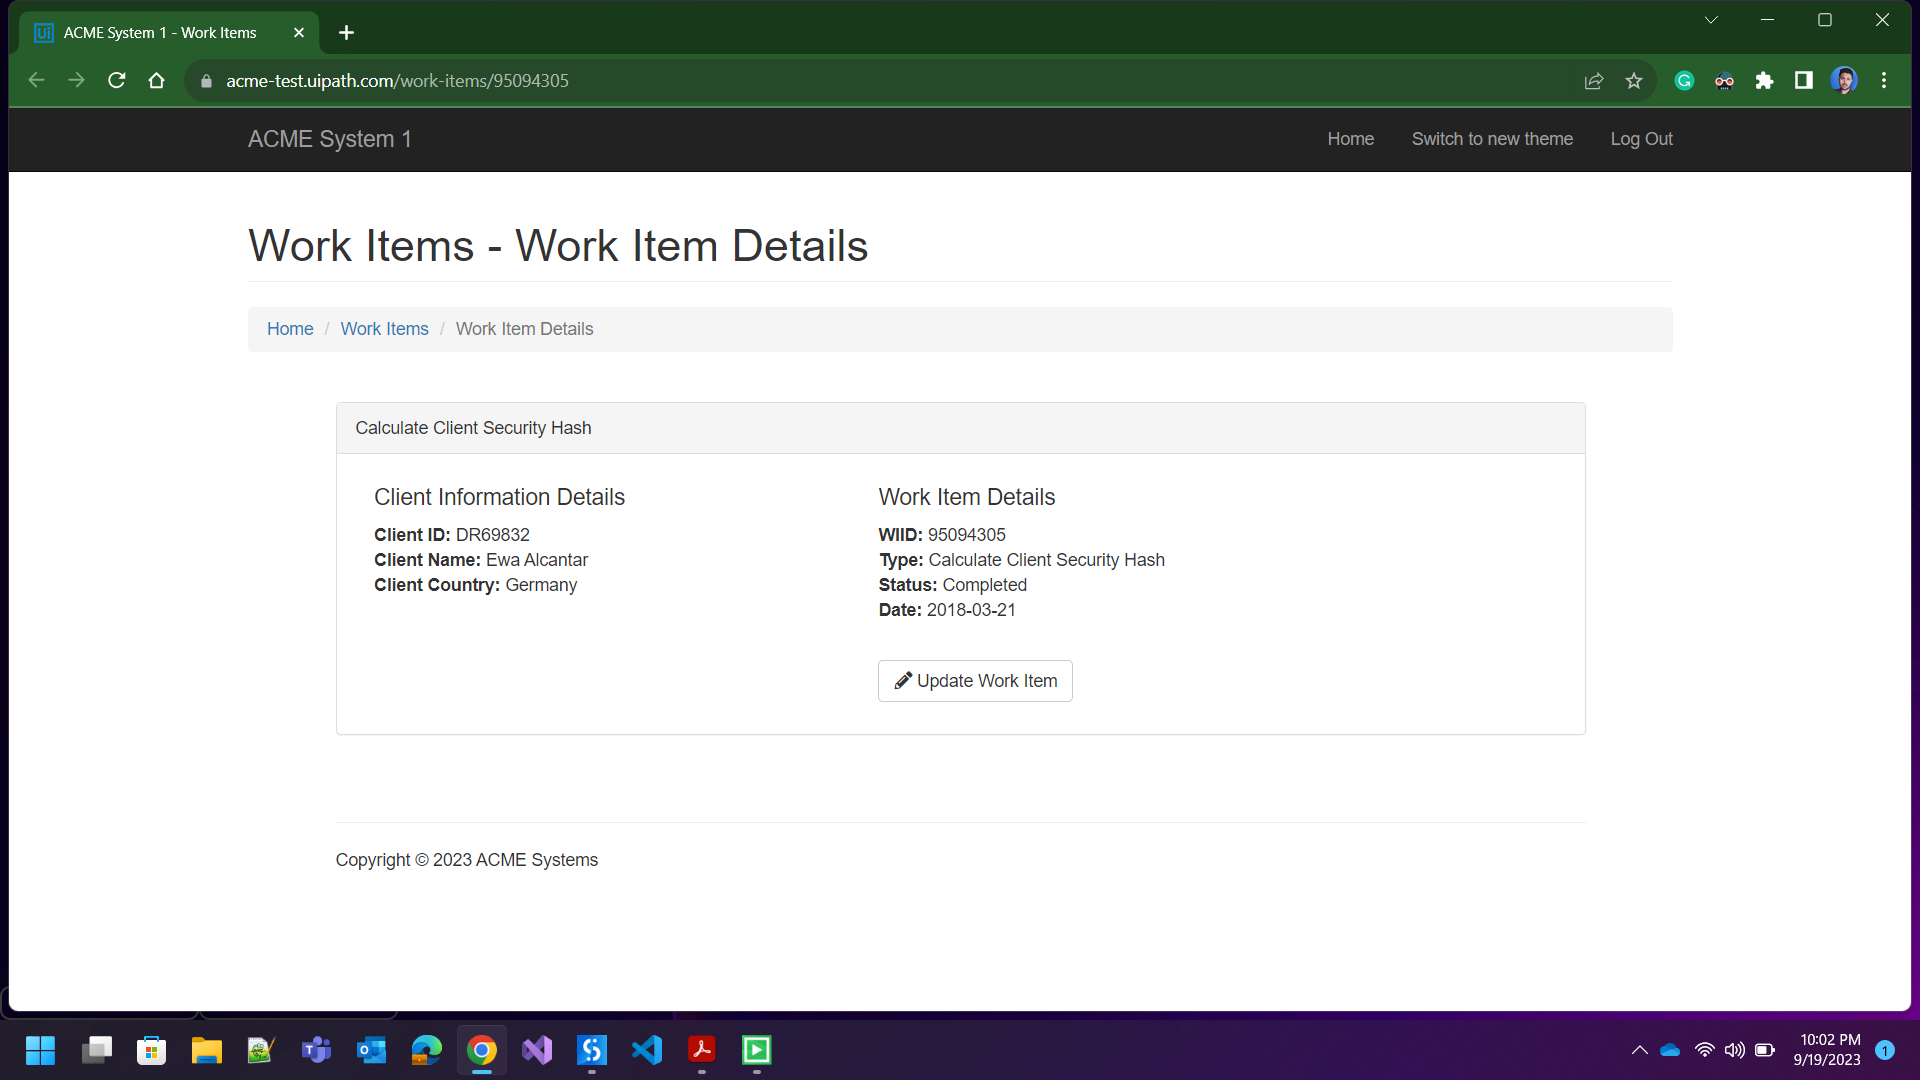 ACME System 1 - Work Items
acme-test.uipath.com/work-items/95094305
ACME System 1
Home
Switch to new theme
Log Out
Work Items - Work Item Details
Home / Work Items / Work Item Details
Calculate Client Security Hash
Client Information Details
Client ID: DR69832
Client Name: Ewa Alcantar
Client Country: Germany
Work Item Details
WIID: 95094305
Type: Calculate Client Security Hash
Status: Completed
Date: 2018-03-21
Update Work Item
Copyright © 2023 ACME Systems
10:02 PM
9/19/2023
1